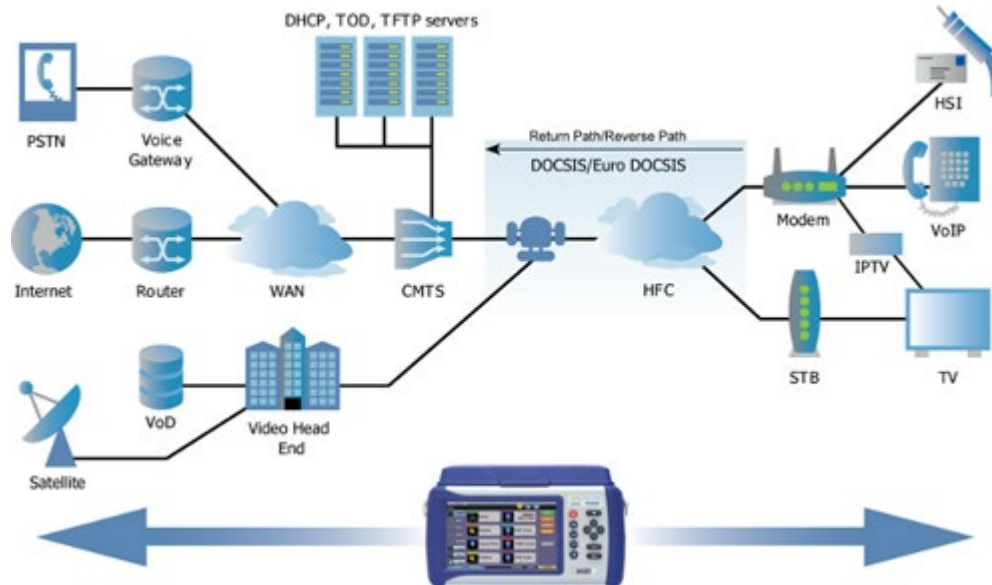 DHCP, TOD, TFTP servers
PSTN
Voice
Gateway
Return Path/Reverse Path
DOCSIS/Euro DOCSIS
HSI
Modem
VoIP
Internet
Router
WAN
CMTS
HFC
IPTV
STB
TV
VoD
Video Head
End
Satellite